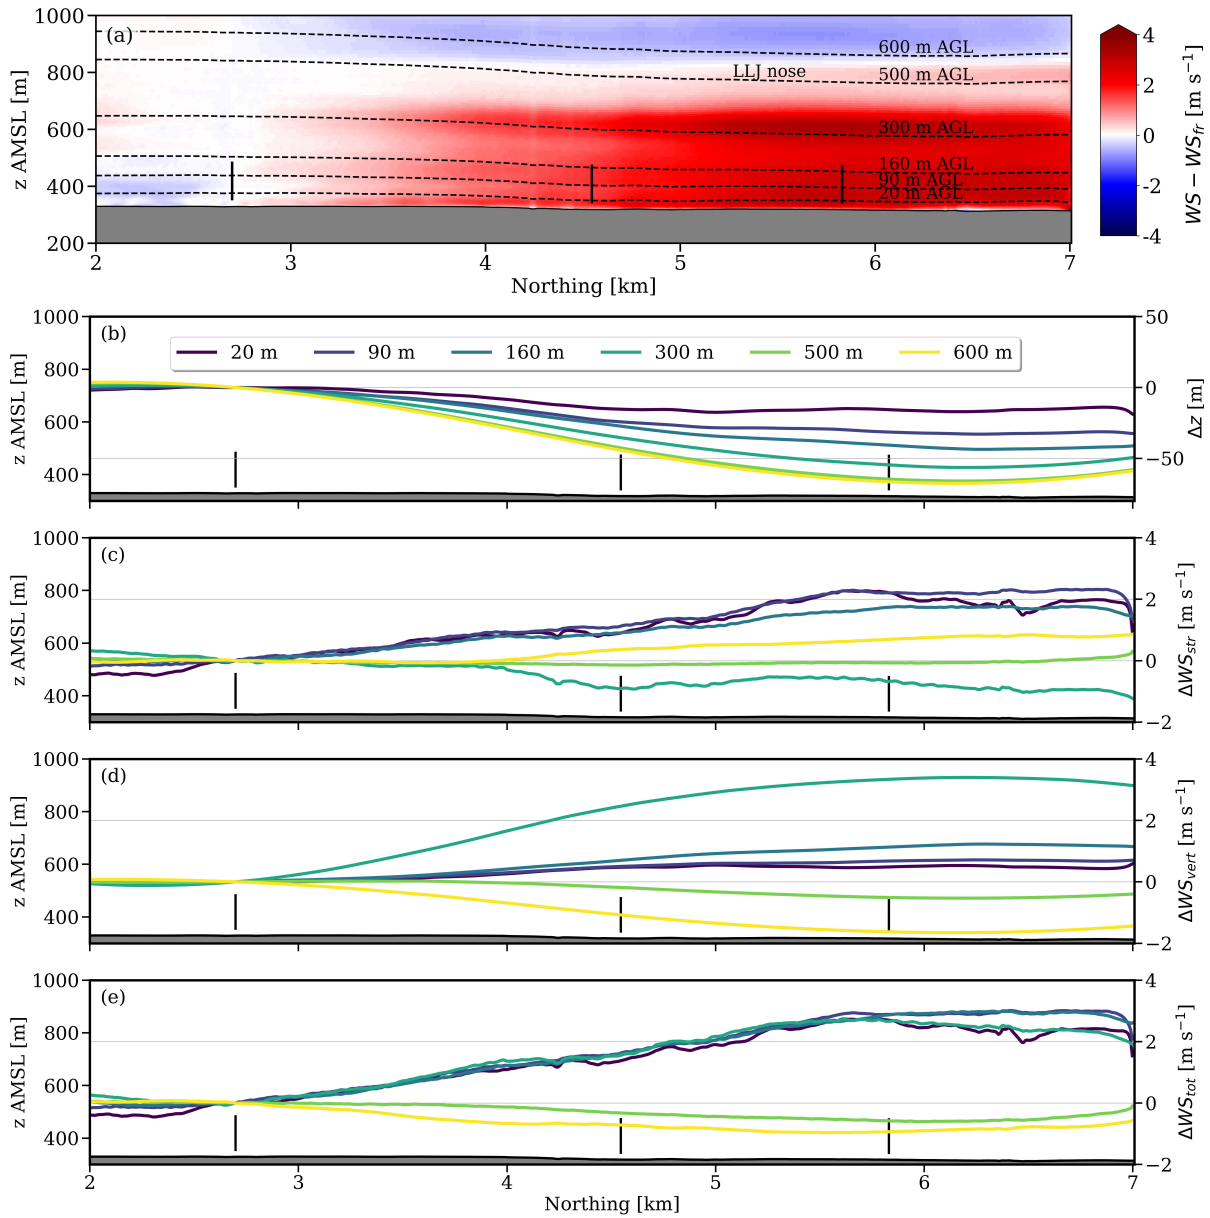 (a)
1000
800
600
400
200
z AMSL [m]
600 m AGL
LLJ nose
500 m AGL
300 m AGL
160 m AGL
90 m AGL
20 m AGL
2 3 4 5 6 7
Northing [km]
4
2
0
-2
-4
WS − WS_fr [m s⁻¹]
(b)
1000
800
600
400
z AMSL [m]
20 m 90 m 160 m 300 m 500 m 600 m
50
0
−50
Δz [m]
(c)
1000
800
600
400
z AMSL [m]
4
2
0
−2
ΔWS_str [m s⁻¹]
(d)
1000
800
600
400
z AMSL [m]
4
2
0
−2
ΔWS_vert [m s⁻¹]
(e)
1000
800
600
400
z AMSL [m]
4
2
0
−2
ΔWS_tot [m s⁻¹]
2 3 4 5 6 7
Northing [km]